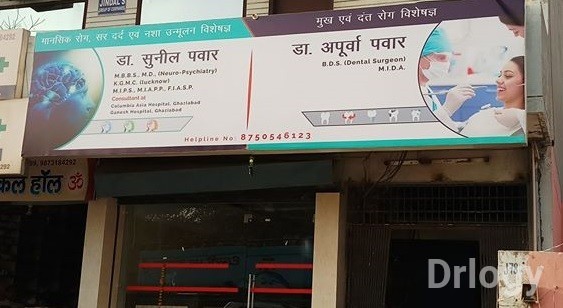 JINDAL'S
मानसिक रोग, सर दर्द एवं नशा उन्मूलन विशेषज्ञ
डा. सुनील पवार
M.B.B.S., M.D., (Neuro-Psychiatry)
K.G.M.C. (lucknow)
M.I.P.S., M.I.A.P.P., F.I.A.S.P.
Consultant at
Columbia Asia Hospital, Ghaziabad
Ganesh Hospital, Ghaziabad
मुख एवं दंत रोग विशेषज्ञ
डा. अपूर्वा पवार
B.D.S. (Dental Surgeon)
M.I.D.A.
Helpline No: 8750546123
कल हॉल ॐ
Drlogy